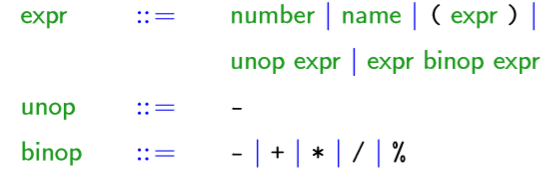 expr ::= number | name | ( expr ) |
unop expr | expr binop expr
unop ::= -
binop ::= - | + | * | / | %